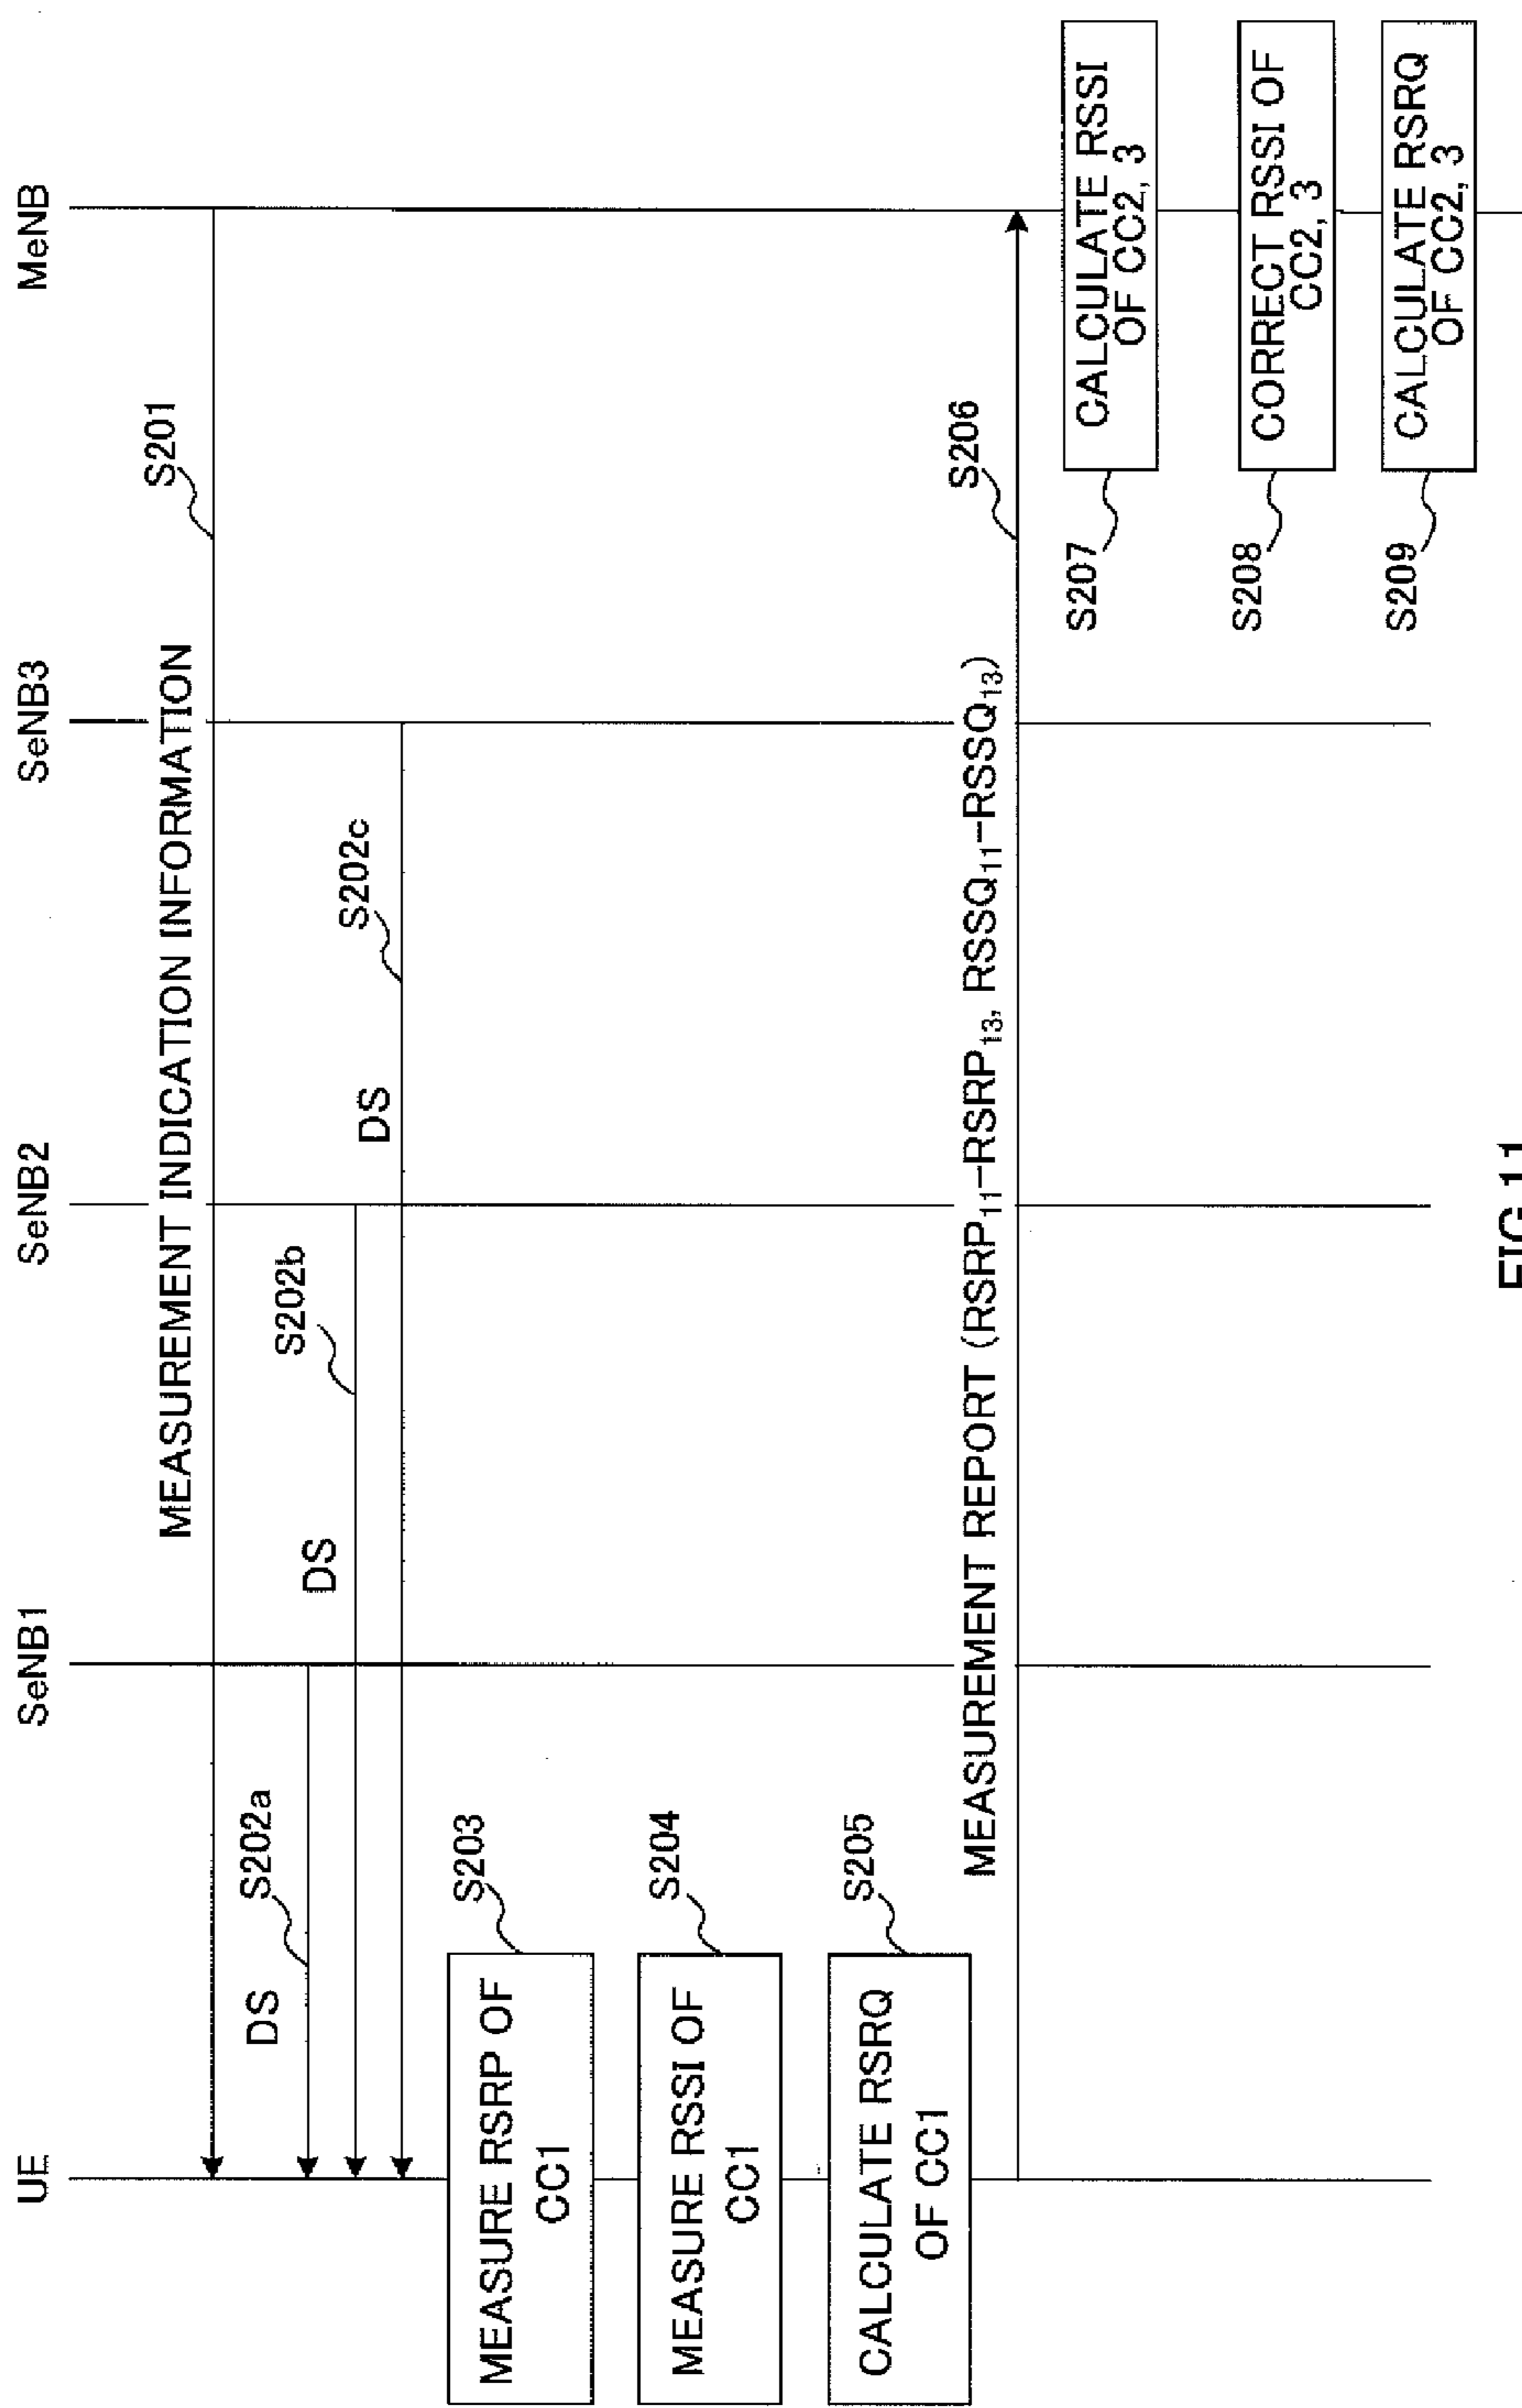 UE
SeNB1
SeNB2
SeNB3
MeNB
MEASUREMENT INDICATION INFORMATION
S201
DS
S202a
DS
S202b
DS
S202c
MEASURE RSRP OF
CC1
S203
MEASURE RSSI OF
CC1
S204
CALCULATE RSRQ
OF CC1
S205
MEASUREMENT REPORT (RSRP11-RSRP13, RSSQ11-RSSQ13)
S206
S207
CALCULATE RSSI
OF CC2, 3
S208
CORRECT RSSI OF
CC2, 3
S209
CALCULATE RSRQ
OF CC2, 3
FIG.11